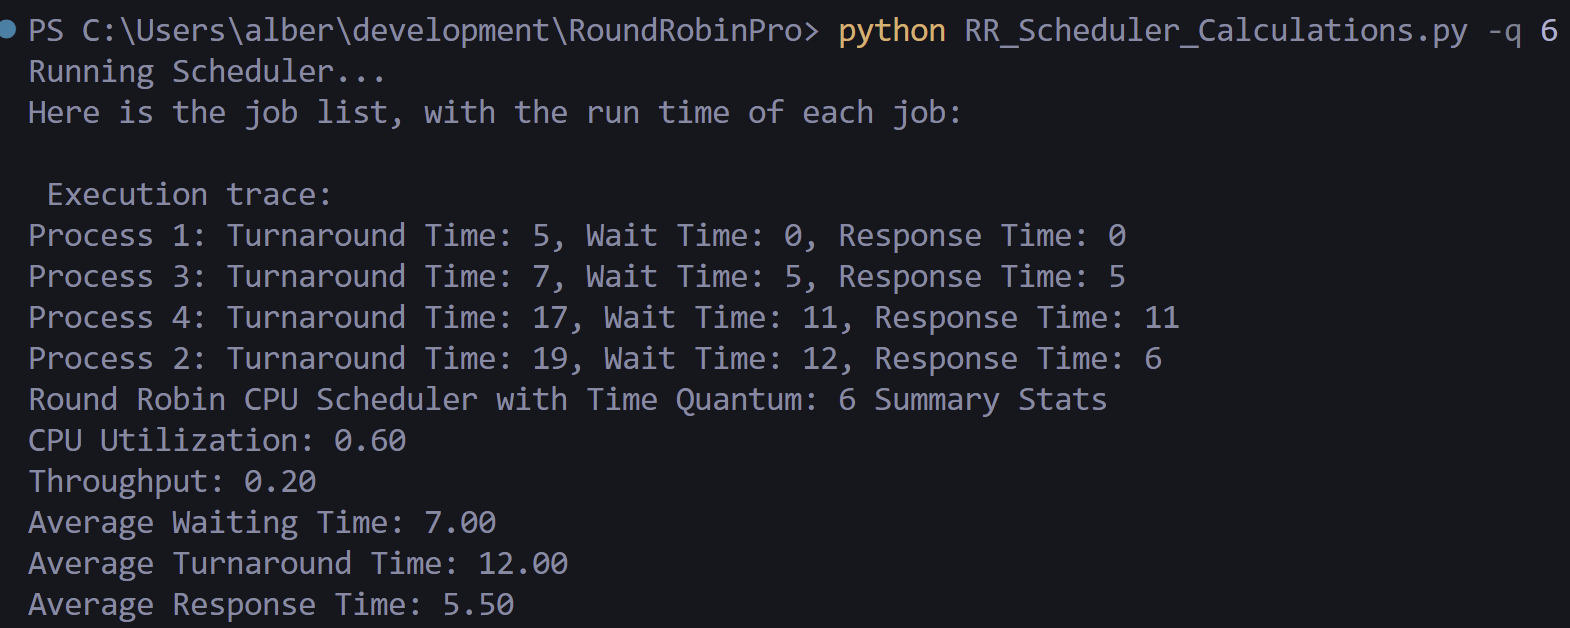 PS C:\Users\alber\development\RoundRobinPro> python RR_Scheduler_Calculations.py -q 6
Running Scheduler...
Here is the job list, with the run time of each job:
Execution trace:
Process 1: Turnaround Time: 5, Wait Time: 0, Response Time: 0
Process 3: Turnaround Time: 7, Wait Time: 5, Response Time: 5
Process 4: Turnaround Time: 17, Wait Time: 11, Response Time: 11
Process 2: Turnaround Time: 19, Wait Time: 12, Response Time: 6
Round Robin CPU Scheduler with Time Quantum: 6 Summary Stats
CPU Utilization: 0.60
Throughput: 0.20
Average Waiting Time: 7.00
Average Turnaround Time: 12.00
Average Response Time: 5.50